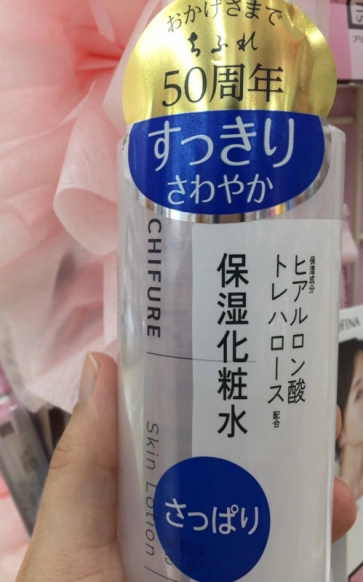 おかげさまで
ちふれ
50周年
すっきり
さわやか
CHIFURE
Skin Lotion
保湿成分
ヒアルロン酸
トレハロース
配合
保湿化粧水
さっぱり